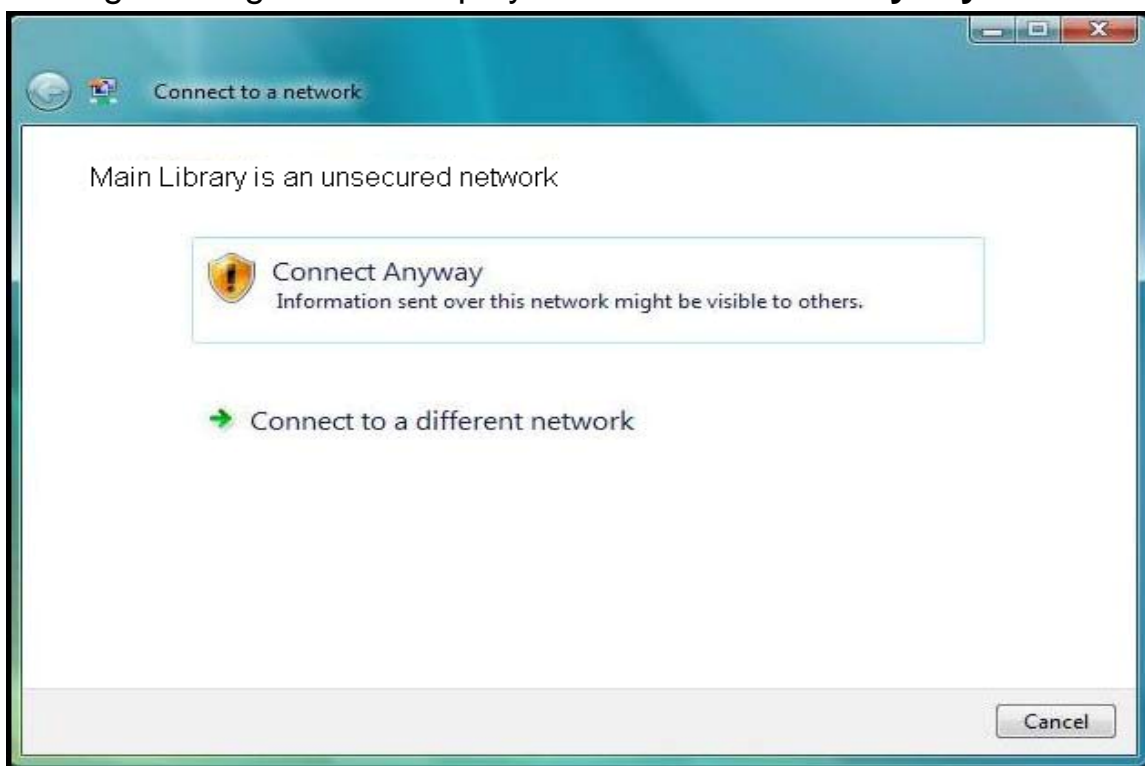 Connect to a network
Main Library is an unsecured network
Connect Anyway
Information sent over this network might be visible to others.
Connect to a different network
Cancel